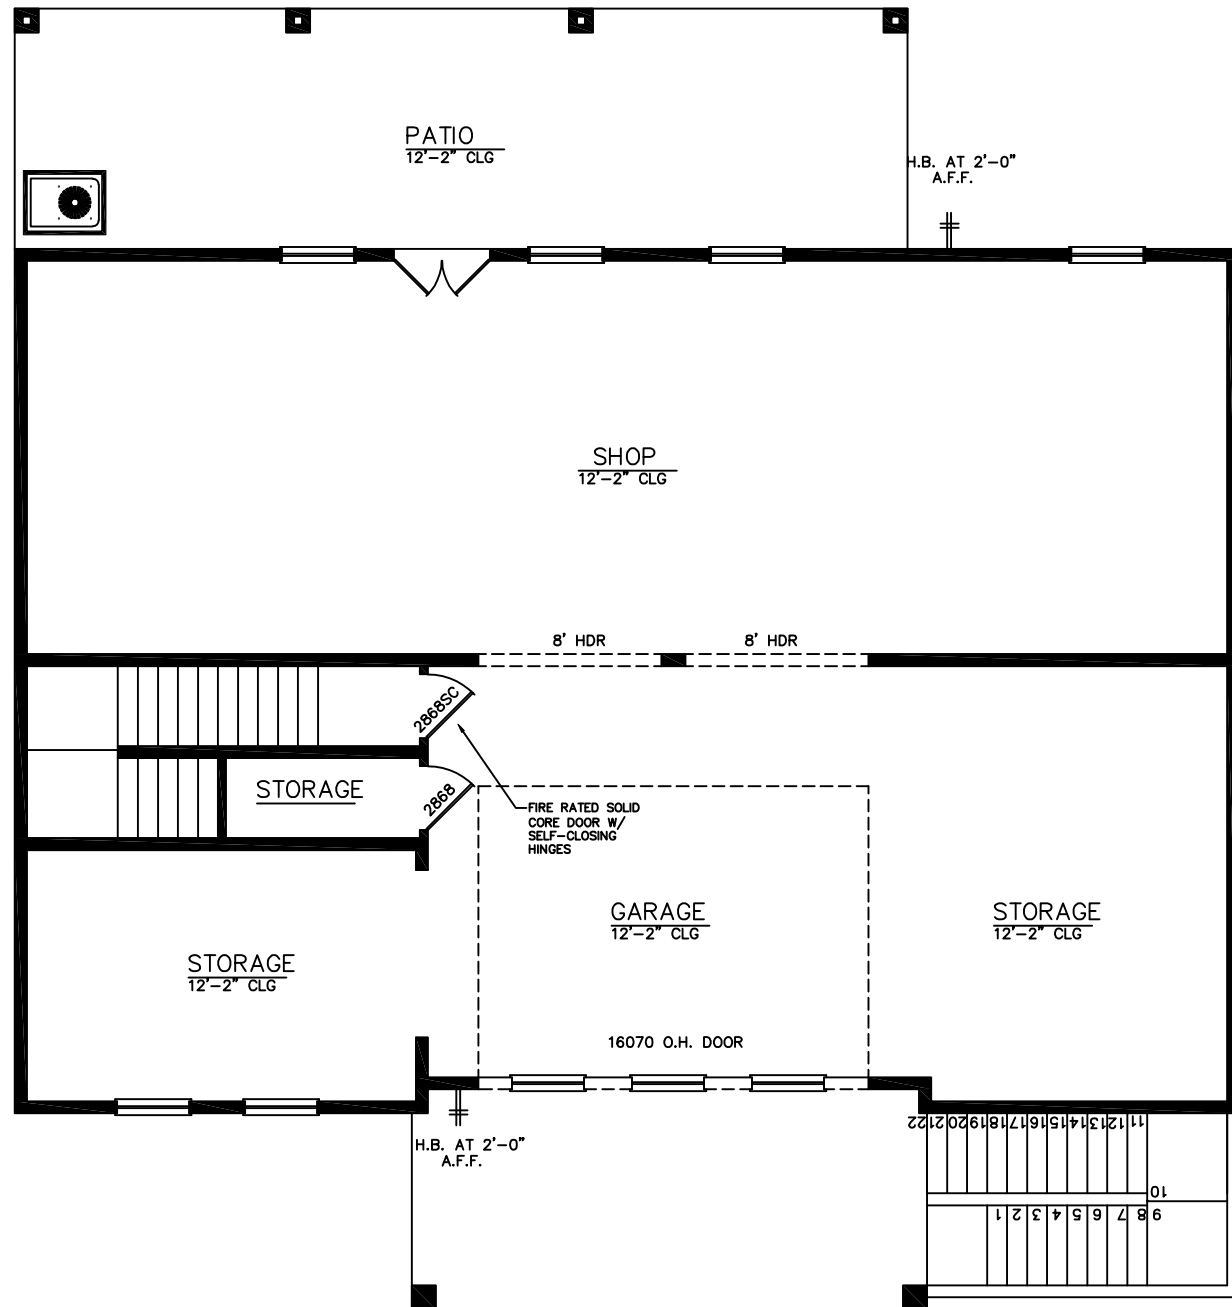 PATIO
12'-2" CLG
H.B. AT 2'-0"
A.F.F.
SHOP
12'-2" CLG
8' HDR
8' HDR
2868SC
STORAGE
2868
FIRE RATED SOLID
CORE DOOR W/
SELF-CLOSING
HINGES
GARAGE
12'-2" CLG
STORAGE
12'-2" CLG
STORAGE
12'-2" CLG
16070 O.H. DOOR
H.B. AT 2'-0"
A.F.F.
22 21 20 19 18 17 16 15 14 13 12 11
10
1 2 3 4 5 6 7 8 9